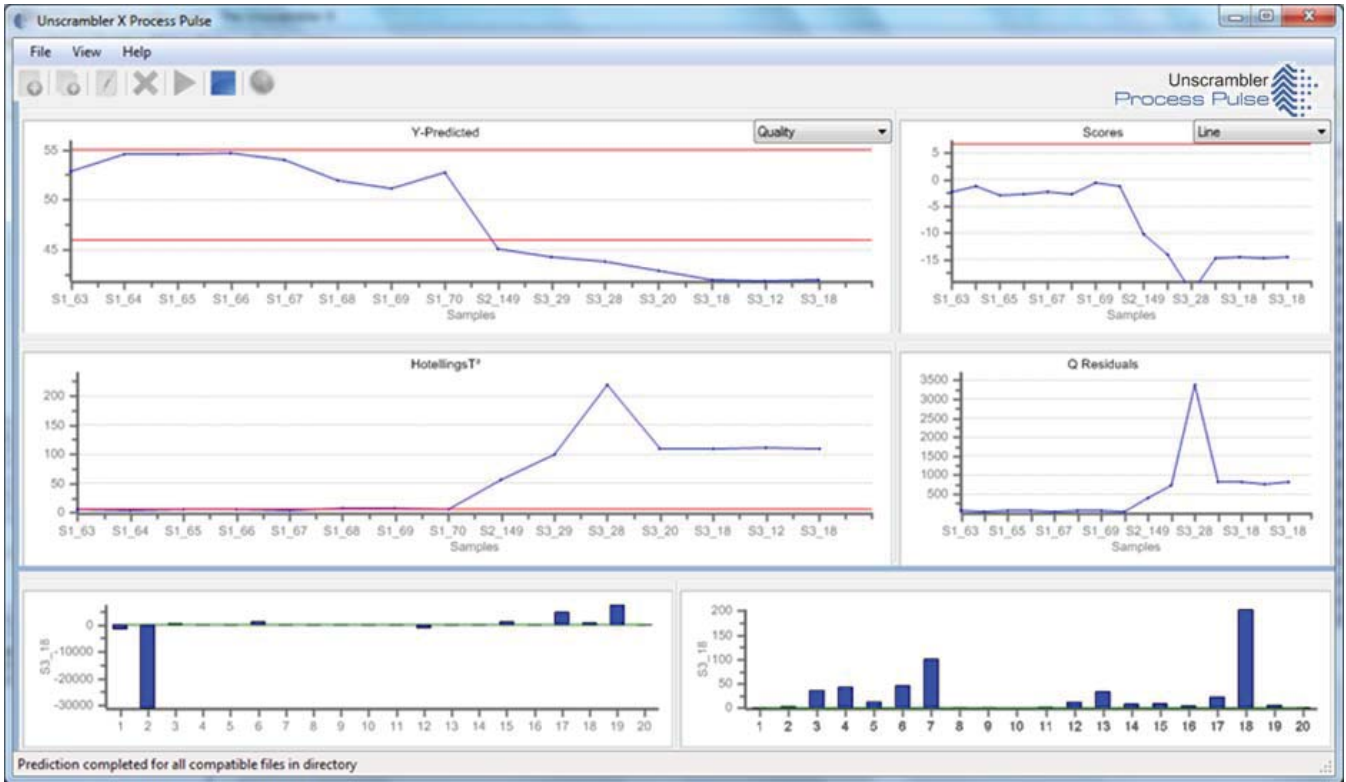 Unscrambler X Process Pulse
File View Help
Unscrambler
Process Pulse
Y-Predicted
Quality
55
50
45
S1_63 S1_64 S1_65 S1_66 S1_67 S1_68 S1_69 S1_70 S2_149 S3_29 S3_28 S3_20 S3_18 S3_12 S3_18
Samples
Scores
Line
5
0
-5
-10
-15
S1_63 S1_65 S1_67 S1_69 S2_149 S3_28 S3_18 S3_18
Samples
HotellingsT²
200
150
100
50
0
S1_63 S1_64 S1_65 S1_66 S1_67 S1_68 S1_69 S1_70 S2_149 S3_29 S3_28 S3_20 S3_18 S3_12 S3_18
Samples
Q Residuals
3500
3000
2500
2000
1500
1000
500
S1_63 S1_65 S1_67 S1_69 S2_149 S3_28 S3_18 S3_18
Samples
S3_18
0
-10000
-20000
-30000
1 2 3 4 5 6 7 8 9 10 11 12 13 14 15 16 17 18 19 20
S3_18
200
150
100
50
0
1 2 3 4 5 6 7 8 9 10 11 12 13 14 15 16 17 18 19 20
Prediction completed for all compatible files in directory